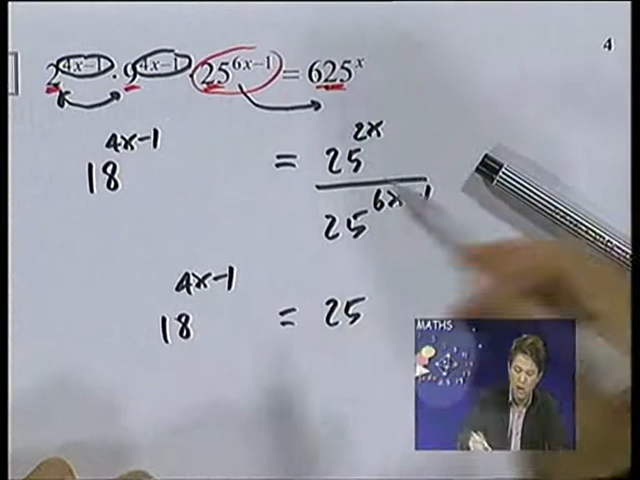 4
2^{4x-1} · 9^{4x-1} · 25^{6x-1} = 625^x
18^{4x-1} = \frac{25^{2x}}{25^{6x-1}}
18^{4x-1} = 25
MATHS